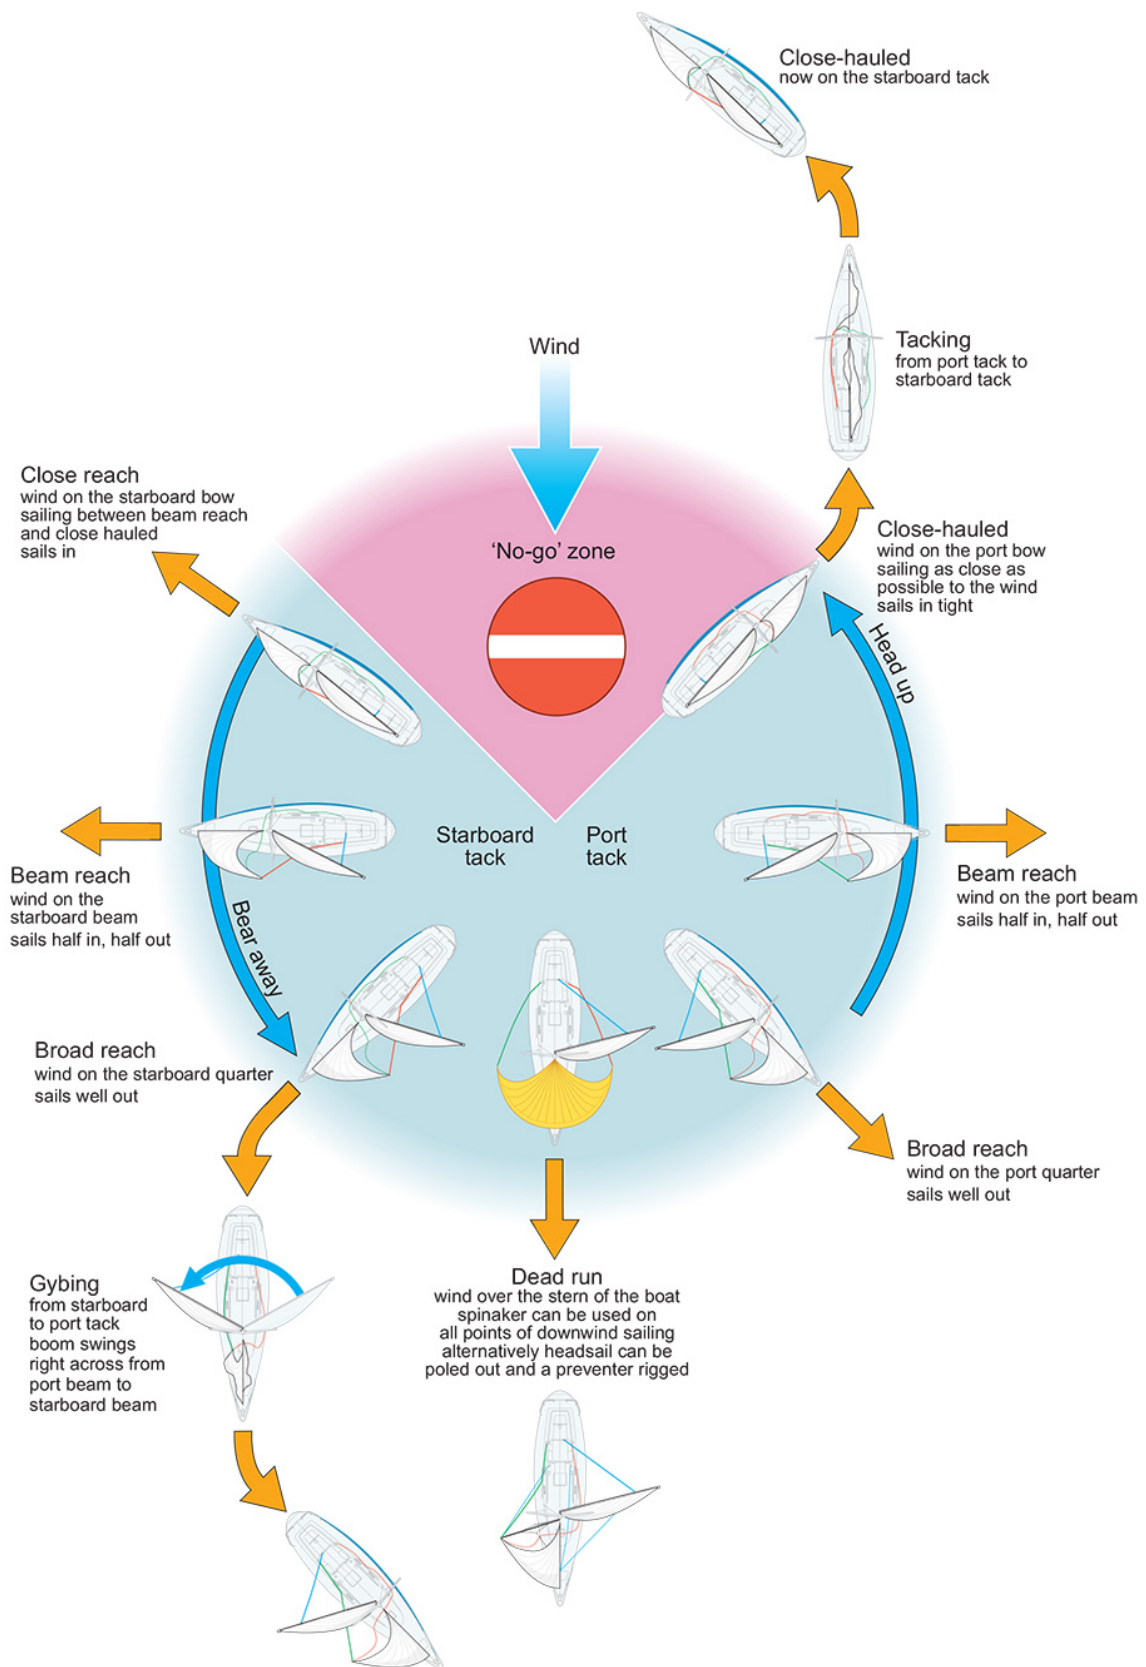 Close-hauled
now on the starboard tack
Tacking
from port tack to
starboard tack
Wind
Close reach
wind on the starboard bow
sailing between beam reach
and close hauled
sails in
'No-go' zone
Close-hauled
wind on the port bow
sailing as close as
possible to the wind
sails in tight
Head up
Starboard
tack
Port
tack
Beam reach
wind on the
starboard beam
sails half in, half out
Beam reach
wind on the port beam
sails half in, half out
Bear away
Broad reach
wind on the starboard quarter
sails well out
Broad reach
wind on the port quarter
sails well out
Gybing
from starboard
to port tack
boom swings
right across from
port beam to
starboard beam
Dead run
wind over the stern of the boat
spinaker can be used on
all points of downwind sailing
alternatively headsail can be
poled out and a preventer rigged